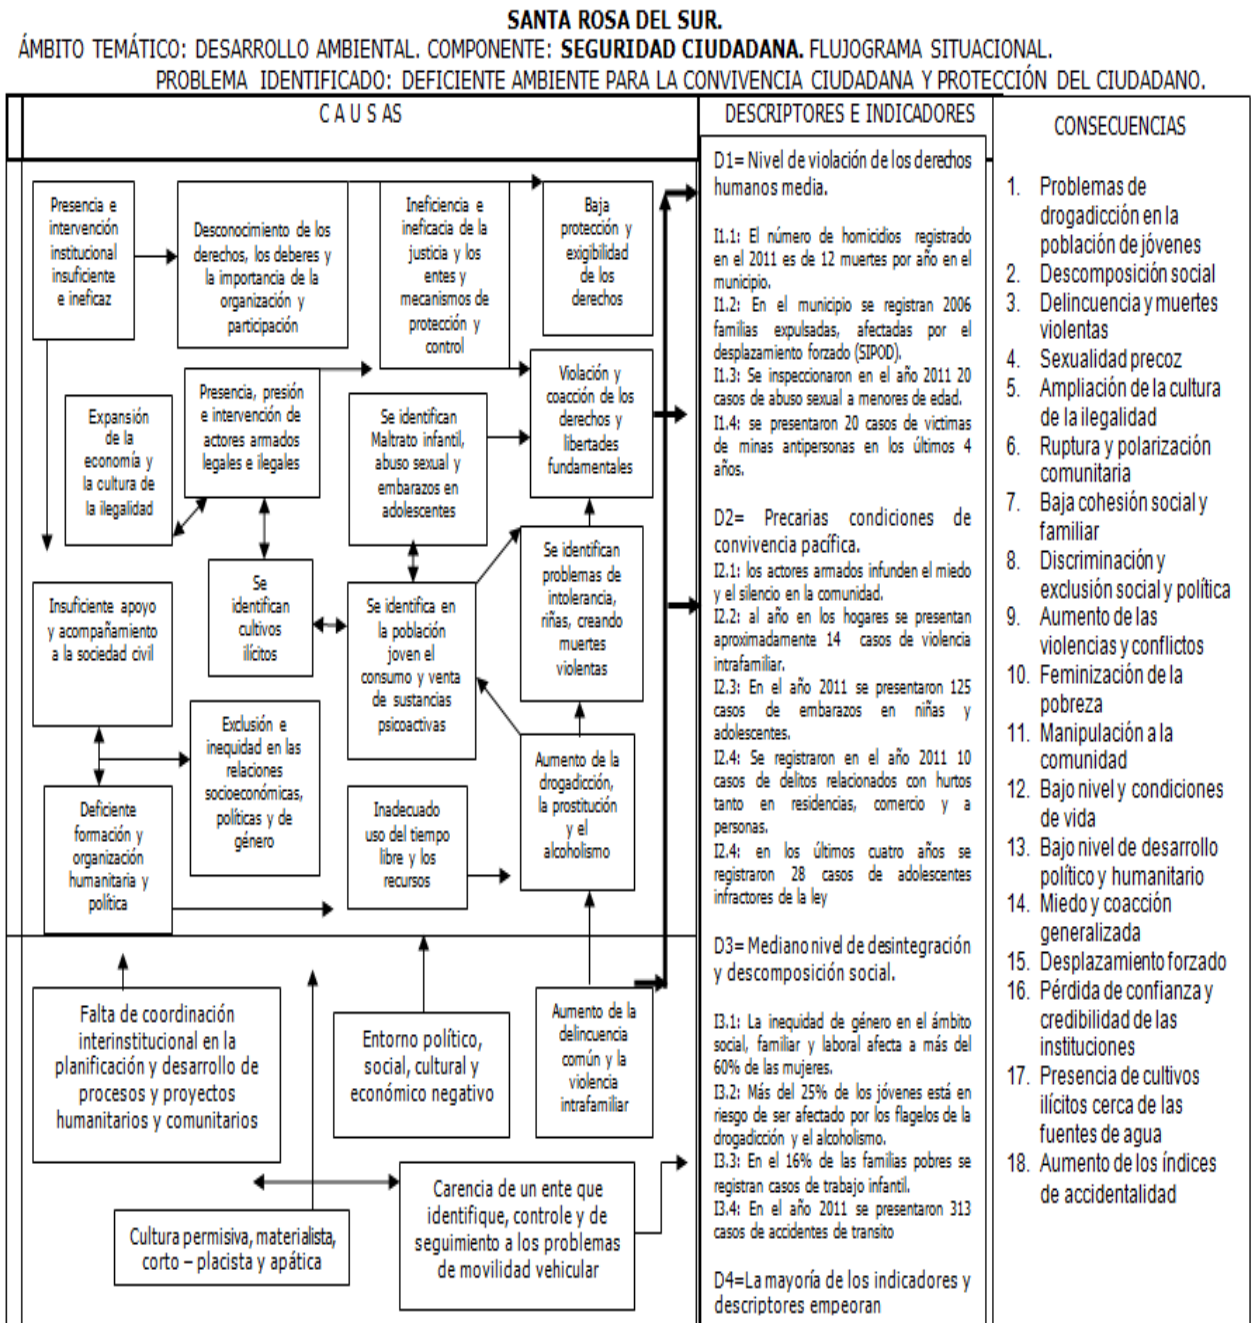 SANTA ROSA DEL SUR.
ÁMBITO TEMÁTICO: DESARROLLO AMBIENTAL. COMPONENTE: SEGURIDAD CIUDADANA. FLUJOGRAMA SITUACIONAL.
PROBLEMA IDENTIFICADO: DEFICIENTE AMBIENTE PARA LA CONVIVENCIA CIUDADANA Y PROTECCIÓN DEL CIUDADANO.
C A U S AS
Presencia e
intervención
institucional
insuficiente
e ineficaz
Desconocimiento de los
derechos, los deberes y
la importancia de la
organización y
participación
Ineficiencia e
ineficacia de la
justicia y los
entes y
mecanismos de
protección y
control
Baja
protección y
exigibilidad
de los
derechos
Expansión
de la
economía y
la cultura de
la ilegalidad
Presencia, presión
e intervención de
actores armados
legales e ilegales
Se identifican
Maltrato infantil,
abuso sexual y
embarazos en
adolescentes
Violación y
coacción de los
derechos y
libertades
fundamentales
Insuficiente apoyo
y acompañamiento
a la sociedad civil
Se
identifican
cultivos
ilícitos
Se identifica en
la población
joven el
consumo y venta
de sustancias
psicoactivas
Se identifican
problemas de
intolerancia,
riñas, creando
muertes
violentas
Exclusión e
inequidad en las
relaciones
socioeconómicas,
políticas y de
género
Deficiente
formación y
organización
humanitaria y
política
Inadecuado
uso del tiempo
libre y los
recursos
Aumento de la
drogadicción,
la prostitución
y el
alcoholismo
Falta de coordinación
interinstitucional en la
planificación y desarrollo de
procesos y proyectos
humanitarios y comunitarios
Entorno político,
social, cultural y
económico negativo
Aumento de la
delincuencia
común y la
violencia
intrafamiliar
Cultura permisiva, materialista,
corto – placista y apática
Carencia de un ente que
identifique, controle y de
seguimiento a los problemas
de movilidad vehicular
DESCRIPTORES E INDICADORES
D1= Nivel de violación de los derechos
humanos media.
I1.1: El número de homicidios registrado
en el 2011 es de 12 muertes por año en el
municipio.
I1.2: En el municipio se registran 2006
familias expulsadas, afectadas por el
desplazamiento forzado (SIPOD).
I1.3: Se inspeccionaron en el año 2011 20
casos de abuso sexual a menores de edad.
I1.4: se presentaron 20 casos de victimas
de minas antipersonas en los últimos 4
años.
D2= Precarias condiciones de
convivencia pacífica.
I2.1: los actores armados infunden el miedo
y el silencio en la comunidad.
I2.2: al año en los hogares se presentan
aproximadamente 14 casos de violencia
intrafamiliar.
I2.3: En el año 2011 se presentaron 125
casos de embarazos en niñas y
adolescentes.
I2.4: Se registraron en el año 2011 10
casos de delitos relacionados con hurtos
tanto en residencias, comercio y a
personas.
I2.4: en los últimos cuatro años se
registraron 28 casos de adolescentes
infractores de la ley
D3= Mediano nivel de desintegración
y descomposición social.
I3.1: La inequidad de género en el ámbito
social, familiar y laboral afecta a más del
60% de las mujeres.
I3.2: Más del 25% de los jóvenes está en
riesgo de ser afectado por los flagelos de la
drogadicción y el alcoholismo.
I3.3: En el 16% de las familias pobres se
registran casos de trabajo infantil.
I3.4: En el año 2011 se presentaron 313
casos de accidentes de transito
D4=La mayoría de los indicadores y
descriptores empeoran
CONSECUENCIAS
1. Problemas de
drogadicción en la
población de jóvenes
2. Descomposición social
3. Delincuencia y muertes
violentas
4. Sexualidad precoz
5. Ampliación de la cultura
de la ilegalidad
6. Ruptura y polarización
comunitaria
7. Baja cohesión social y
familiar
8. Discriminación y
exclusión social y política
9. Aumento de las
violencias y conflictos
10. Feminización de la
pobreza
11. Manipulación a la
comunidad
12. Bajo nivel y condiciones
de vida
13. Bajo nivel de desarrollo
político y humanitario
14. Miedo y coacción
generalizada
15. Desplazamiento forzado
16. Pérdida de confianza y
credibilidad de las
instituciones
17. Presencia de cultivos
ilícitos cerca de las
fuentes de agua
18. Aumento de los índices
de accidentalidad